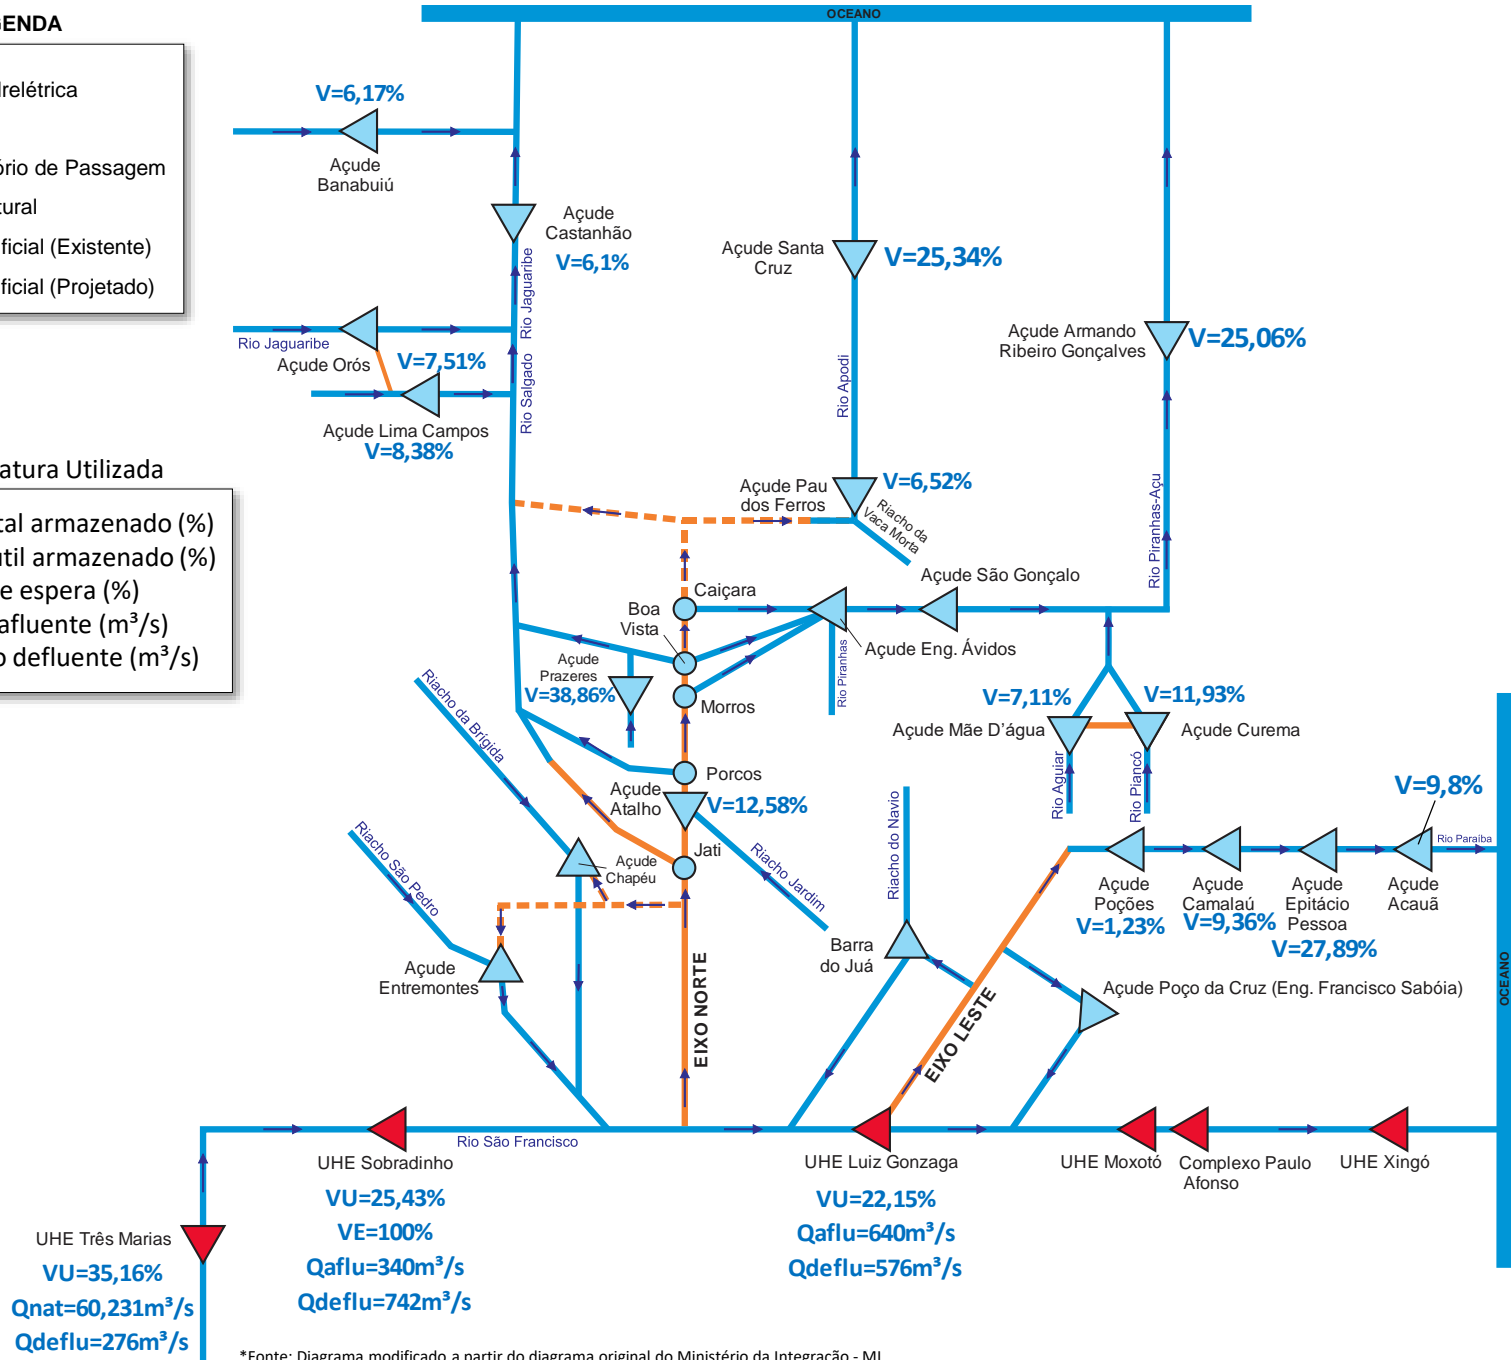 OCEANO
GENDA
drelétrica
ório de Passagem
tural
ificial (Existente)
ificial (Projetado)
V=6,17%
Açude
Banabuiú
Açude
Castanhão
V=6,1%
Rio Jaguaribe
Açude Santa
Cruz
V=25,34%
Açude Armando
Ribeiro Gonçalves
V=25,06%
Rio Jaguaribe
Açude Orós
V=7,51%
Rio Salgado
Rio Apodi
Açude Lima Campos
V=8,38%
atura Utilizada
tal armazenado (%)
útil armazenado (%)
e espera (%)
afluente (m³/s)
o defluente (m³/s)
Açude Pau
dos Ferros
V=6,52%
Riacho da
Vaca Morta
Rio Piranhas-Açu
Caiçara
Boa
Vista
Açude São Gonçalo
Açude Eng. Ávidos
Rio Piranhas
Açude
Prazeres
V=38,86%
Morros
Riacho da Brigida
V=7,11%
V=11,93%
Açude Mãe D’água
Açude Curema
Rio Aguiar
Rio Piancó
Porcos
Açude
Atalho
V=12,58%
V=9,8%
Rio Paraiba
Riacho São Pedro
Açude
Chapéu
Jati
Riacho Jardim
Riacho do Navio
Açude
Poções
V=1,23%
Açude
Camalaú
V=9,36%
Açude
Epitácio
Pessoa
V=27,89%
Açude
Acauã
Barra
do Juá
Açude
Entremontes
EIXO NORTE
EIXO LESTE
Açude Poço da Cruz (Eng. Francisco Sabóia)
OCEANO
Rio São Francisco
UHE Sobradinho
VU=25,43%
VE=100%
Qaflu=340m³/s
Qdeflu=742m³/s
UHE Luiz Gonzaga
VU=22,15%
Qaflu=640m³/s
Qdeflu=576m³/s
UHE Moxotó
Complexo Paulo
Afonso
UHE Xingó
UHE Três Marias
VU=35,16%
Qnat=60,231m³/s
Qdeflu=276m³/s
*Fonte: Diagrama modificado a partir do diagrama original do Ministério da Integração - MI